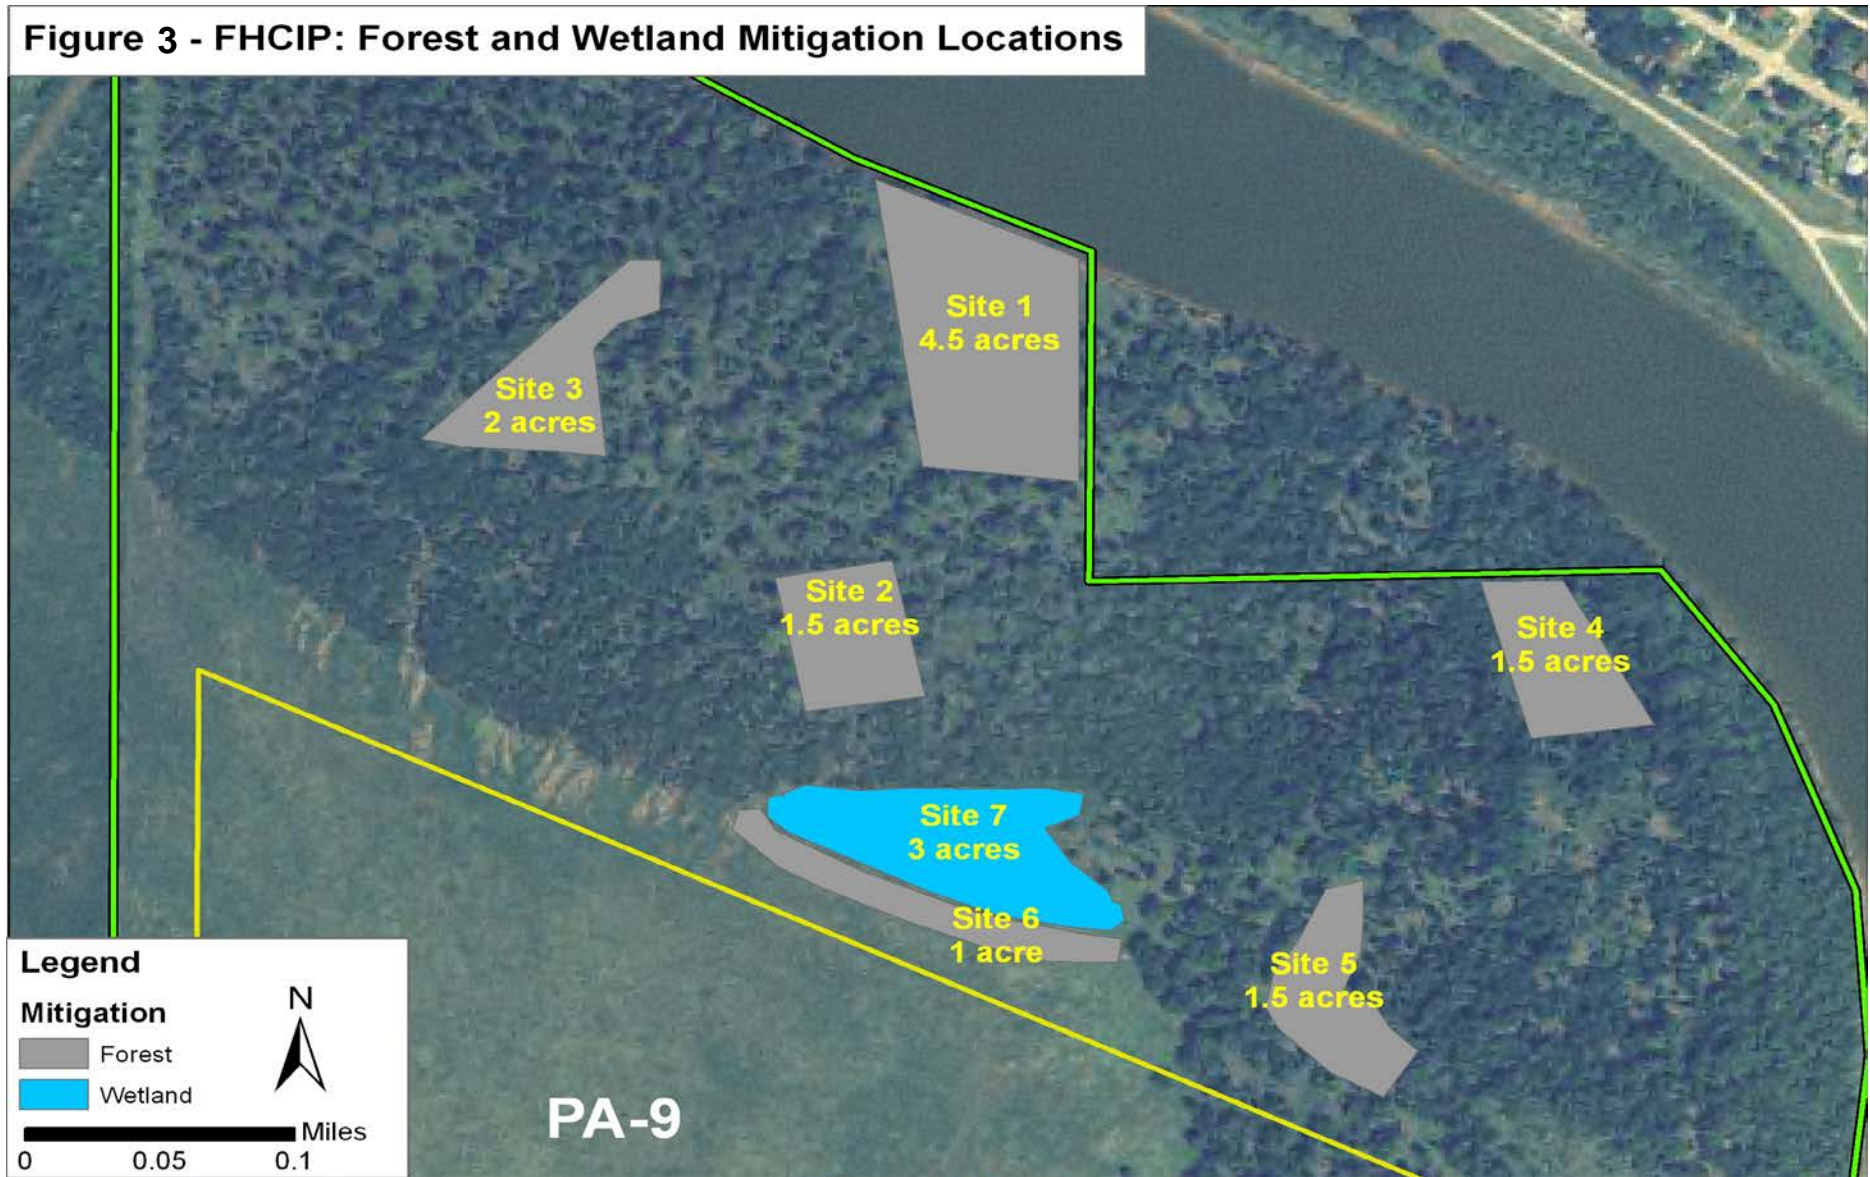 Figure 3 - FHCIP: Forest and Wetland Mitigation Locations
Site 1
4.5 acres
Site 3
2 acres
Site 2
1.5 acres
Site 4
1.5 acres
Site 7
3 acres
Site 6
1 acre
Site 5
1.5 acres
PA-9
Legend
Mitigation
N
Forest
Wetland
Miles
0 0.05 0.1